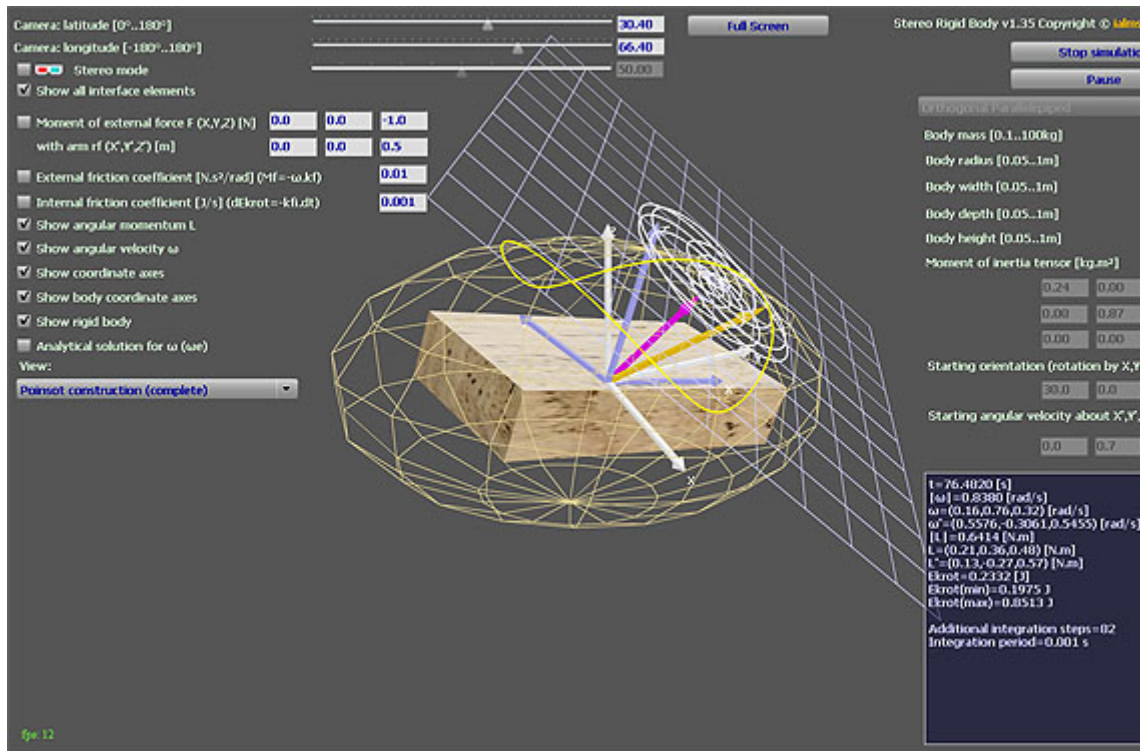 Camera: latitude [0°..180°] 30.40
Camera: longitude [-180°..180°] 66.40
Stereo mode 50.00
Show all interface elements
Moment of external force F (X,Y,Z) [N] 0.0 0.0 -1.0
with arm rf (X',Y',Z') [m] 0.0 0.0 0.5
External friction coefficient [N.s²/rad] (Mf=-ω.kf) 0.01
Internal friction coefficient [J/s] (dEkrot=-kfi.dt) 0.001
Show angular momentum L
Show angular velocity ω
Show coordinate axes
Show body coordinate axes
Show rigid body
Analytical solution for ω (ωe)
View:
Poinsot construction (complete)
fps: 12
Full Screen
X
Stereo Rigid Body v1.35 Copyright ©
Stop simulatio
Pause
Orthogonal Parallelepiped
Body mass [0.1..100kg]
Body radius [0.05..1m]
Body width [0.05..1m]
Body depth [0.05..1m]
Body height [0.05..1m]
Moment of inertia tensor [kg.m²]
0.24 0.00
0.00 0.87
0.00 0.00
Starting orientation (rotation by X,Y
30.0 0.0
Starting angular velocity about X',Y',
0.0 0.7
t=76.4820 [s]
|ω|=0.8380 [rad/s]
ω=(0.16,0.76,0.32) [rad/s]
ω'=(0.5576,-0.3061,0.5455) [rad/s]
|L|=0.6414 [N.m]
L=(0.21,0.36,0.48) [N.m]
L'=(0.13,-0.27,0.57) [N.m]
Ekrot=0.2332 [J]
Ekrot(min)=0.1975 J
Ekrot(max)=0.8513 J
Additional integration steps=82
Integration period=0.001 s